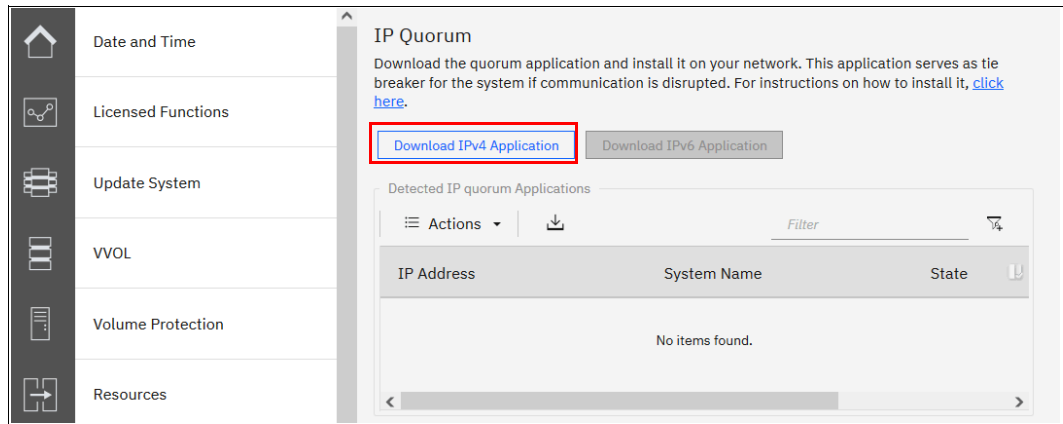 Date and Time
Licensed Functions
Update System
VVOL
Volume Protection
Resources
IP Quorum
Download the quorum application and install it on your network. This application serves as tie
breaker for the system if communication is disrupted. For instructions on how to install it, click
here.
Download IPv4 Application
Download IPv6 Application
Detected IP quorum Applications
Actions
Filter
IP Address
System Name
State
No items found.